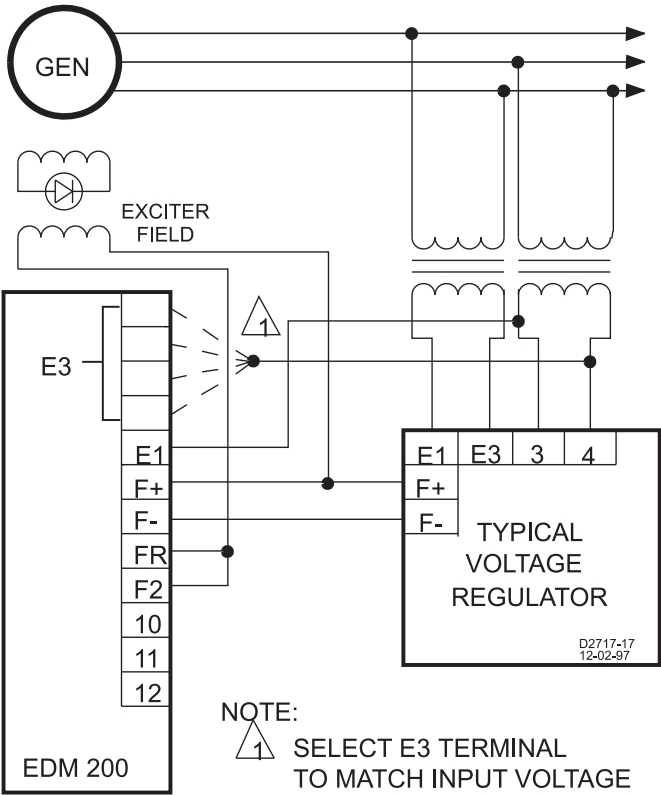 GEN
EXCITER
FIELD
1
E3
E1
F+
F-
FR
F2
10
11
12
EDM 200
E1 E3 3 4
F+
F-
TYPICAL
VOLTAGE
REGULATOR
D2717-17
12-02-97
NOTE:
1 SELECT E3 TERMINAL
TO MATCH INPUT VOLTAGE